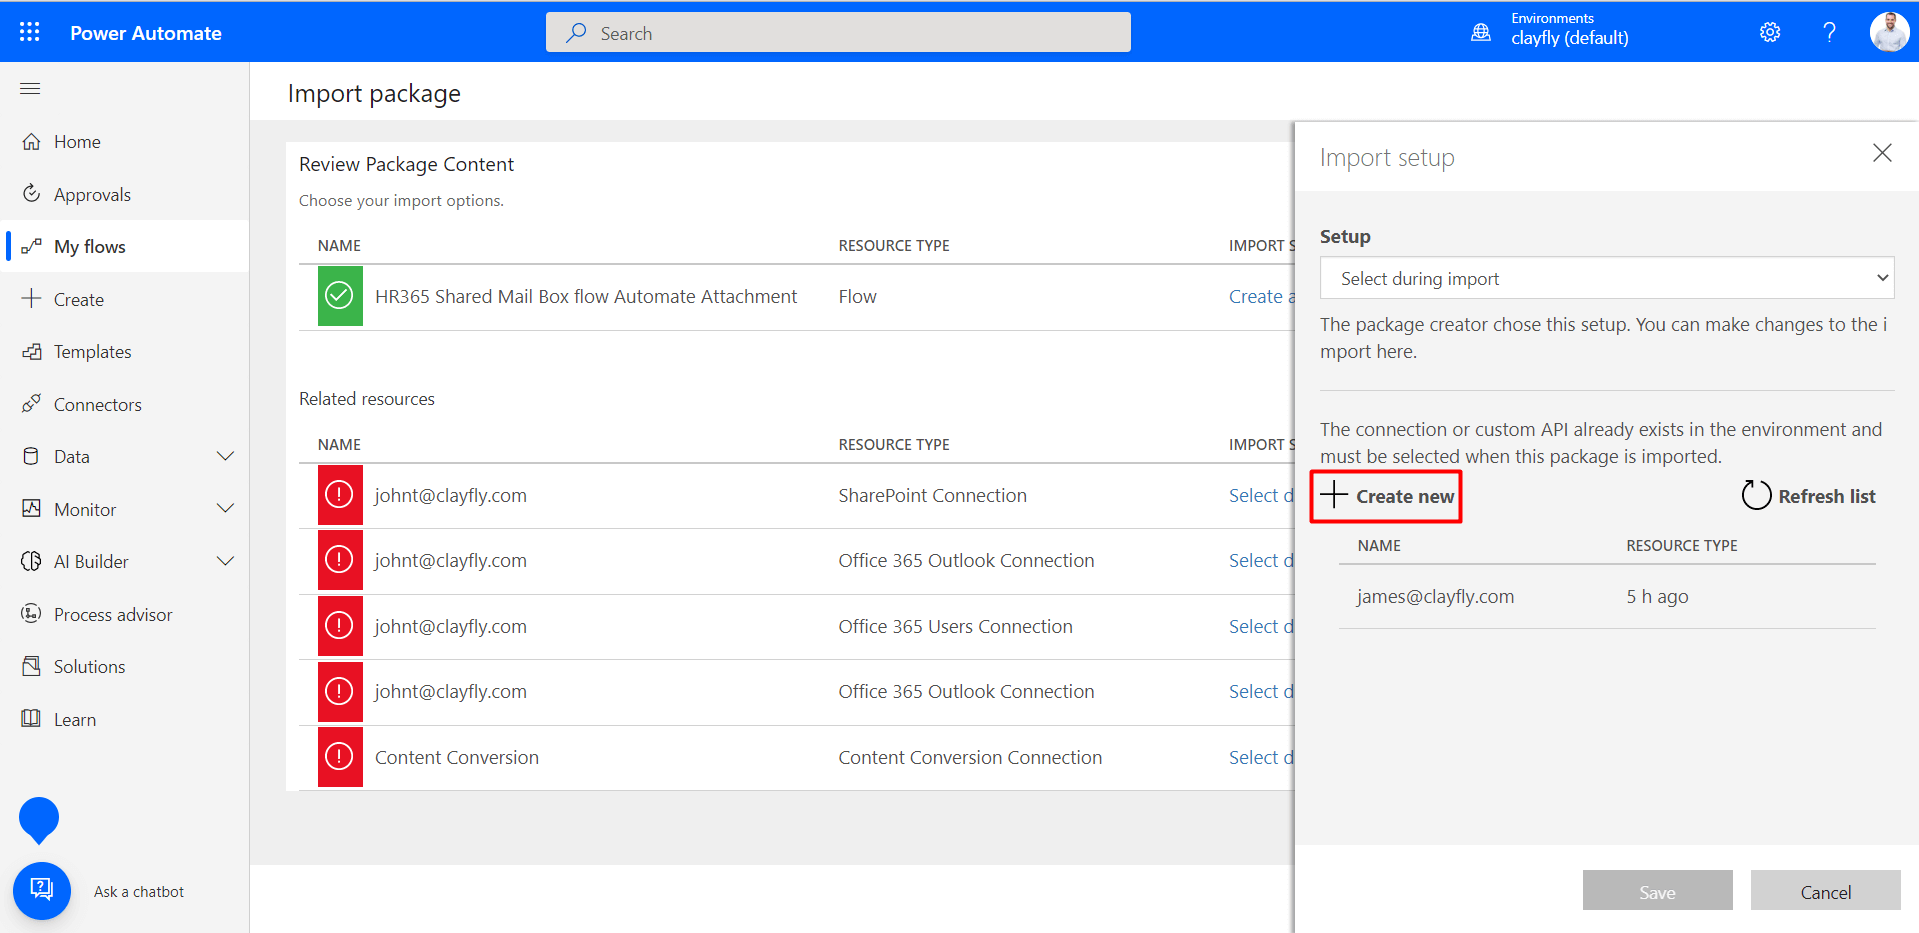 Power Automate
Search
Environments
clayfly (default)
Home
Approvals
My flows
Create
Templates
Connectors
Data
Monitor
AI Builder
Process advisor
Solutions
Learn
Ask a chatbot
Import package
Review Package Content
Choose your import options.
NAME RESOURCE TYPE IMPORT S
HR365 Shared Mail Box flow Automate Attachment Flow Create a
Related resources
NAME RESOURCE TYPE IMPORT S
johnt@clayfly.com SharePoint Connection Select d
johnt@clayfly.com Office 365 Outlook Connection Select d
johnt@clayfly.com Office 365 Users Connection Select d
johnt@clayfly.com Office 365 Outlook Connection Select d
Content Conversion Content Conversion Connection Select d
Import setup
Setup
Select during import
The package creator chose this setup. You can make changes to the i
mport here.
The connection or custom API already exists in the environment and
must be selected when this package is imported.
Create new Refresh list
NAME RESOURCE TYPE
james@clayfly.com 5 h ago
Save Cancel